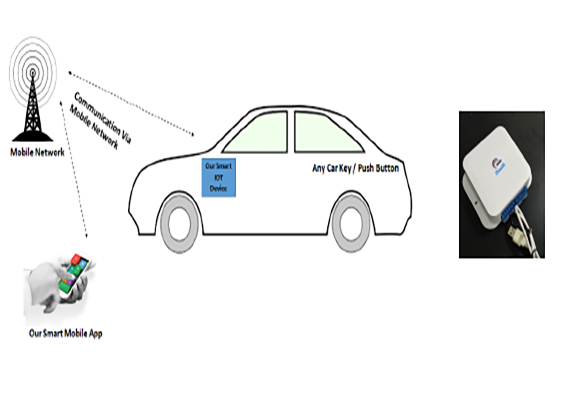 Communication Via
Mobile Network
Mobile Network
Our Smart
IOT
Device
Any Car Key / Push Button
Our Smart Mobile App